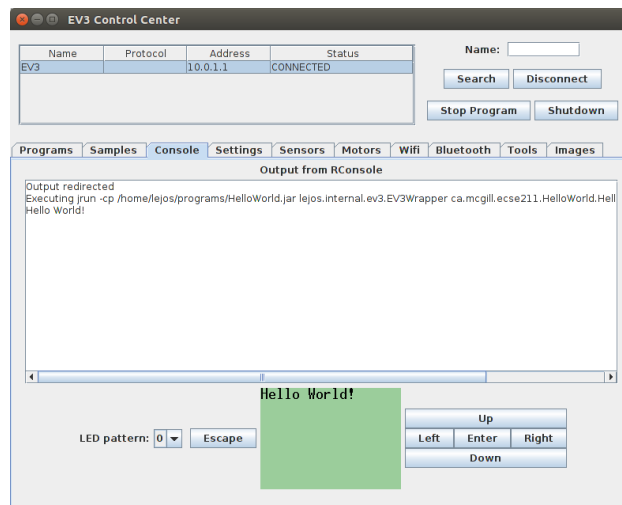 EV3 Control Center
Name Protocol Address Status
EV3 10.0.1.1 CONNECTED
Name:
Search Disconnect
Stop Program Shutdown
Programs Samples Console Settings Sensors Motors Wifi Bluetooth Tools Images
Output from RConsole
Output redirected
Executing jrun -cp /home/lejos/programs/HelloWorld.jar lejos.internal.ev3.EV3Wrapper ca.mcgill.ecse211.HelloWorld.Hell
Hello World!
Hello World!
LED pattern: 0 Escape
Up
Left Enter Right
Down